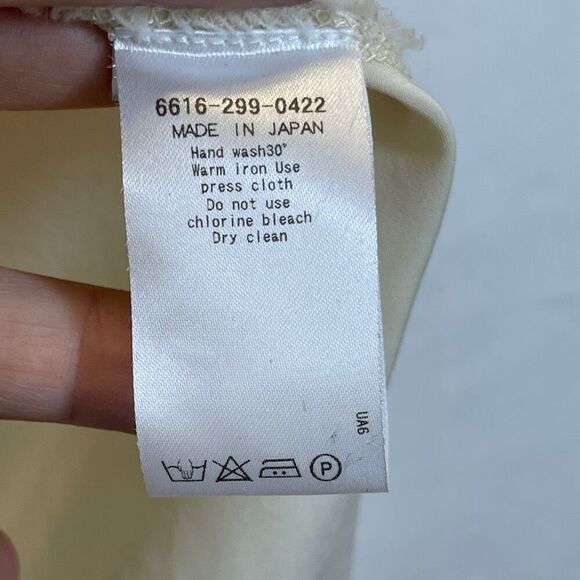 6616-299-0422
MADE IN JAPAN
Hand wash30°
Warm iron Use
press cloth
Do not use
chlorine bleach
Dry clean
UA6
P